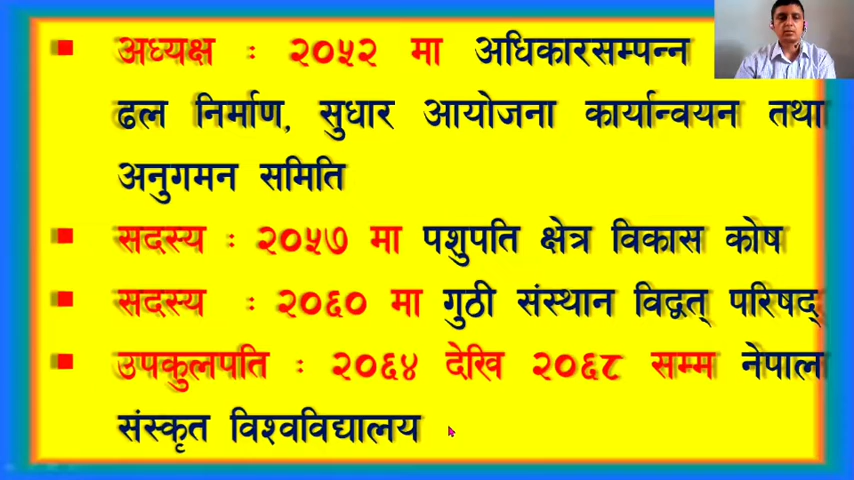 अध्यक्ष : २०५२ मा अधिकारसम्पन्न
ढल निर्माण, सुधार आयोजना कार्यान्वयन तथा
अनुगमन समिति
सदस्य : २०५७ मा पशुपति क्षेत्र विकास कोष
सदस्य : २०६० मा गुठी संस्थान विद्वत् परिषद्
उपकुलपति : २०६४ देखि २०६८ सम्म नेपाल
संस्कृत विश्वविद्यालय